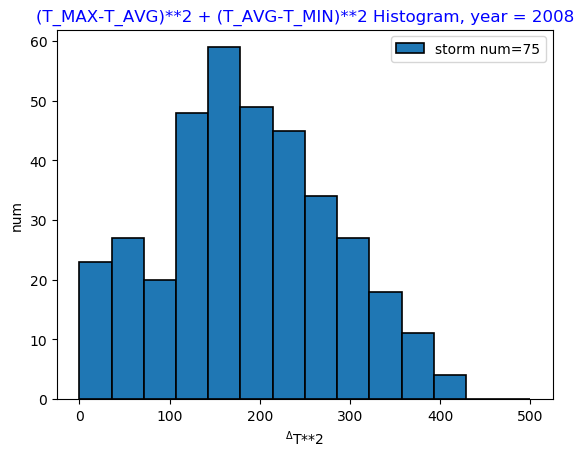 (T_MAX-T_AVG)**2 + (T_AVG-T_MIN)**2 Histogram, year = 2008
storm num=75
60
50
40
30
20
10
0
num
0 100 200 300 400 500
ΔT**2